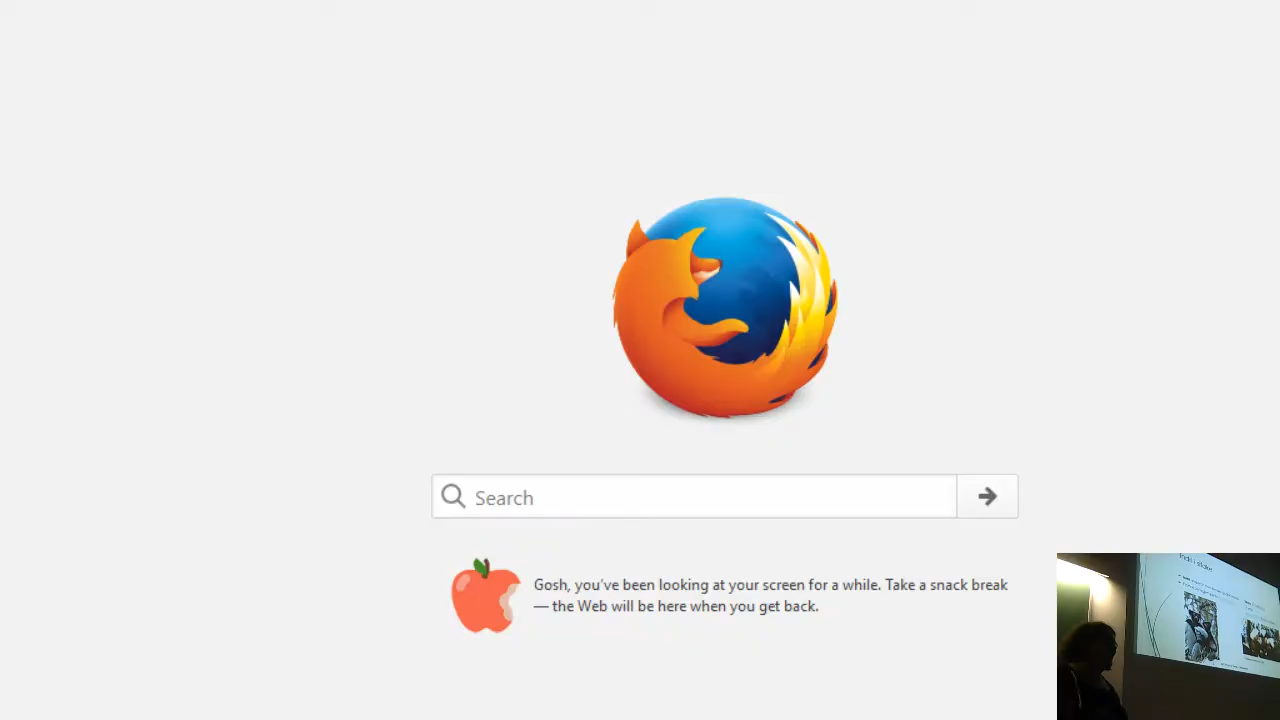 Search
Gosh, you've been looking at your screen for a while. Take a snack break
— the Web will be here when you get back.